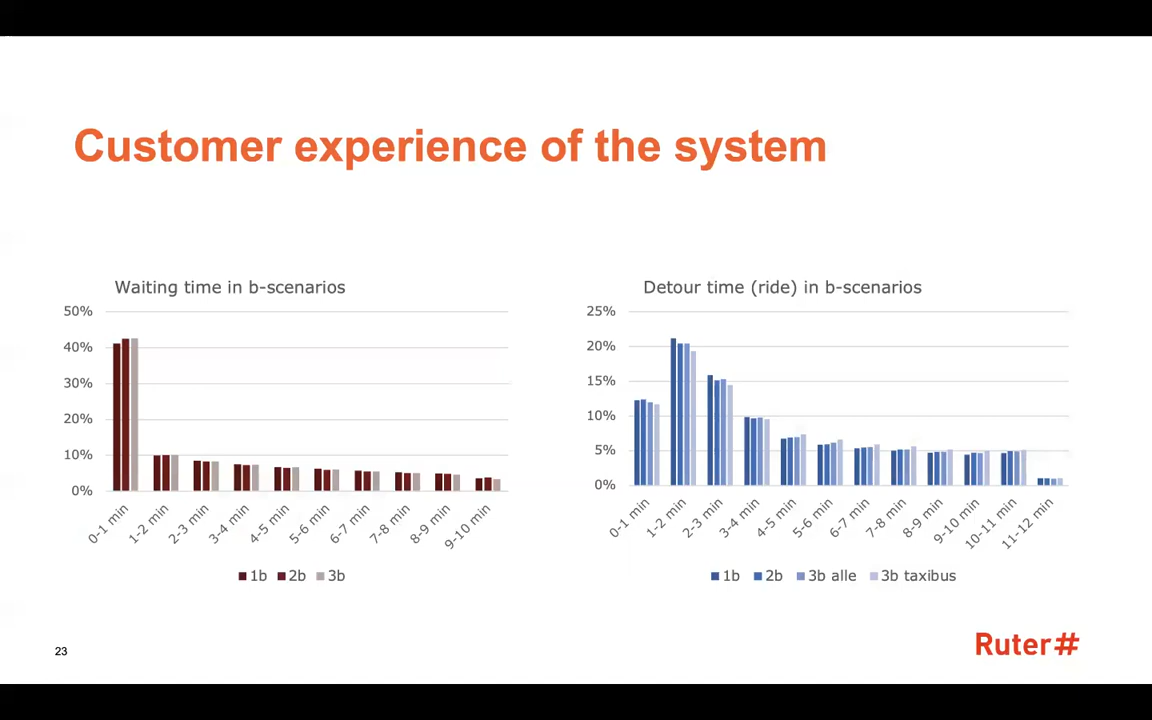 Customer experience of the system
Waiting time in b-scenarios
50%
40%
30%
20%
10%
0%
0-1 min
1-2 min
2-3 min
3-4 min
4-5 min
5-6 min
6-7 min
7-8 min
8-9 min
9-10 min
1b 2b 3b
Detour time (ride) in b-scenarios
25%
20%
15%
10%
5%
0%
0-1 min
1-2 min
2-3 min
3-4 min
4-5 min
5-6 min
6-7 min
7-8 min
8-9 min
9-10 min
10-11 min
11-12 min
1b 2b 3b alle 3b taxibus
23
Ruter#